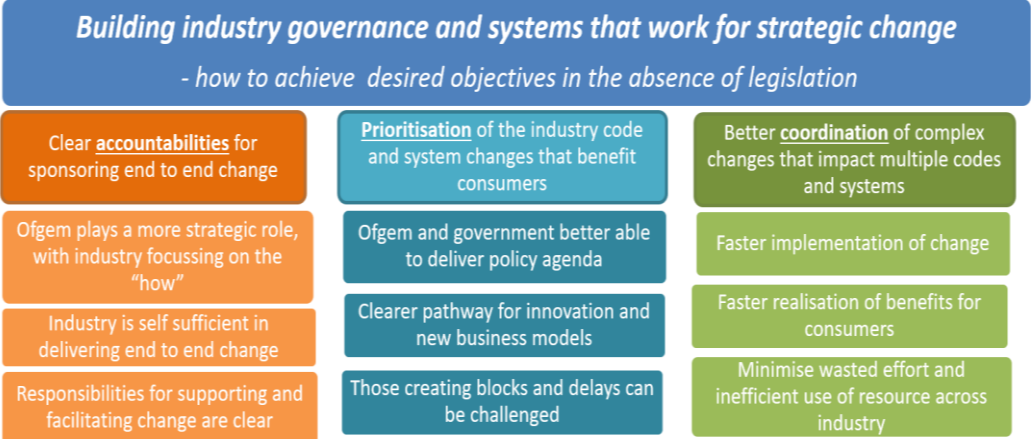 Building industry governance and systems that work for strategic change
- how to achieve desired objectives in the absence of legislation
Clear accountabilities for
sponsoring end to end change
Ofgem plays a more strategic role,
with industry focussing on the
“how”
Industry is self sufficient in
delivering end to end change
Responsibilities for supporting and
facilitating change are clear
Prioritisation of the industry code
and system changes that benefit
consumers
Ofgem and government better able
to deliver policy agenda
Clearer pathway for innovation and
new business models
Those creating blocks and delays can
be challenged
Better coordination of complex
changes that impact multiple codes
and systems
Faster implementation of change
Faster realisation of benefits for
consumers
Minimise wasted effort and
inefficient use of resource across
industry